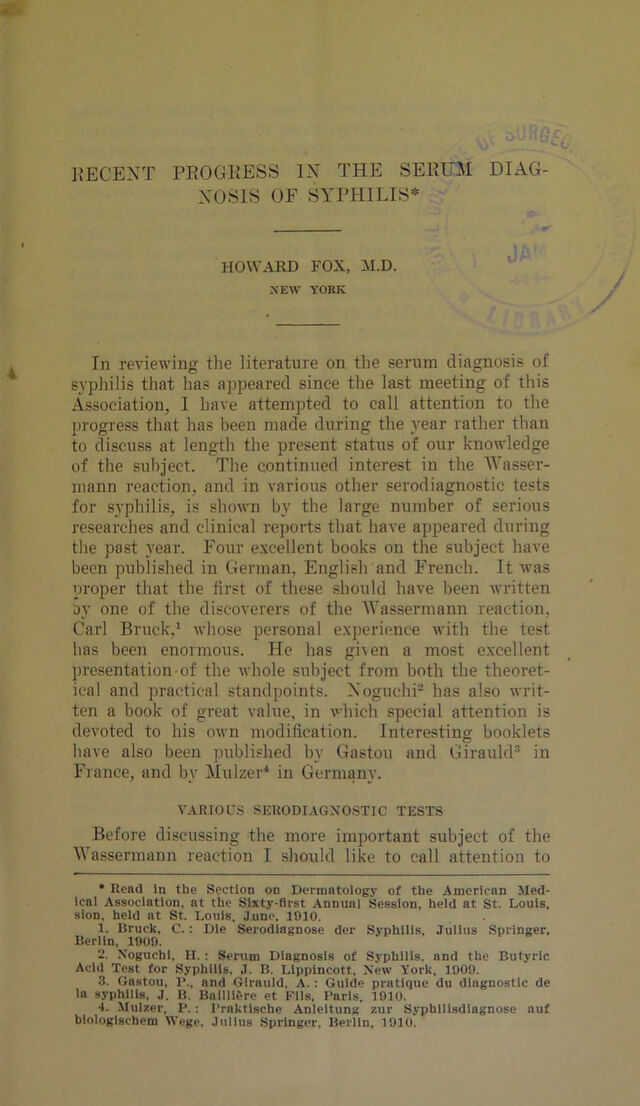 RECENT PROGRESS IN THE SERUM DIAG-
NOSIS OF SYPHILIS*
HOWARD FOX, M.D.
NEW YORK
In reviewing the literature on the serum diagnosis of
syphilis that has appeared since the last meeting of this
Association, I have attempted to call attention to the
progress that has been made during the year rather than
to discuss at length the present status of our knowledge
of the subject. The continued interest in the Wasser-
mann reaction, and in various other serodiagnostic tests
for syphilis, is shown by the large number of serious
researches and clinical reports that have appeared during
the past year. Four excellent books on the subject have
been published in German, English and French. It was
proper that the first of these should have been written
by one of the discoverers of the Wassermann reaction,
Carl Bruck,¹ whose personal experience with the test
has been enormous. He has given a most excellent
presentation of the whole subject from both the theoret-
ical and practical standpoints. Noguchi² has also writ-
ten a book of great value, in which special attention is
devoted to his own modification. Interesting booklets
have also been published by Gastou and Girauld³ in
France, and by Mulzer⁴ in Germany.
VARIOUS SERODIAGNOSTIC TESTS
Before discussing the more important subject of the
Wassermann reaction I should like to call attention to
* Read in the Section on Dermatology of the American Med-
ical Association, at the Sixty-first Annual Session, held at St. Louis,
sion, held at St. Louis, June, 1910.
1. Bruck, C.: Die Serodiagnose der Syphilis, Julius Springer,
Berlin, 1909.
2. Noguchi, H.: Serum Diagnosis of Syphilis, and the Butyric
Acid Test for Syphilis, J. B. Lippincott, New York, 1909.
3. Gastou, P., and Girauld, A.: Guide pratique du diagnostic de
la syphilis, J. B. Baillière et Fils, Paris, 1910.
4. Mulzer, P.: Praktische Anleitung zur Syphilisdiagnose auf
biologischem Wege, Julius Springer, Berlin, 1910.
LIBRARY